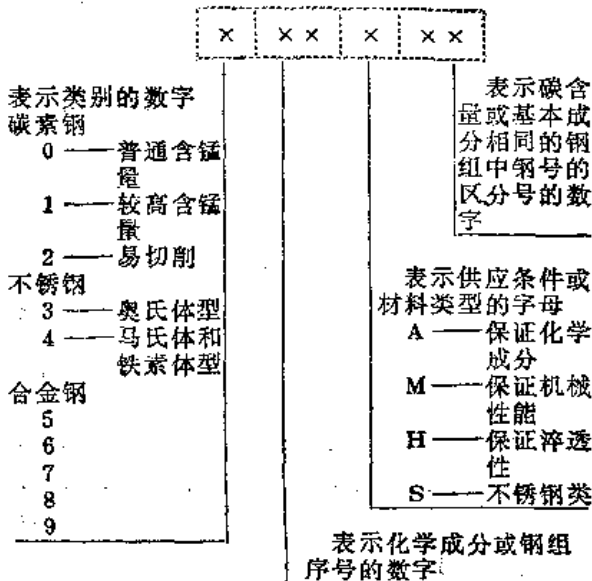 × ×× × ××
表示类别的数字
碳素钢
0——普通含锰
量
1——较高含锰
量
2——易切削
不锈钢
3——奥氏体型
4——马氏体和
铁素体型
合金钢
5
6
7
8
9
表示碳含
量或基本成
分相同的钢
组中钢号的
区分号的数
字
表示供应条件或
材料类型的字母
A——保证化学
成分
M——保证机械
性能
H——保证淬透
性
S——不锈钢类
表示化学成分或钢组
序号的数字